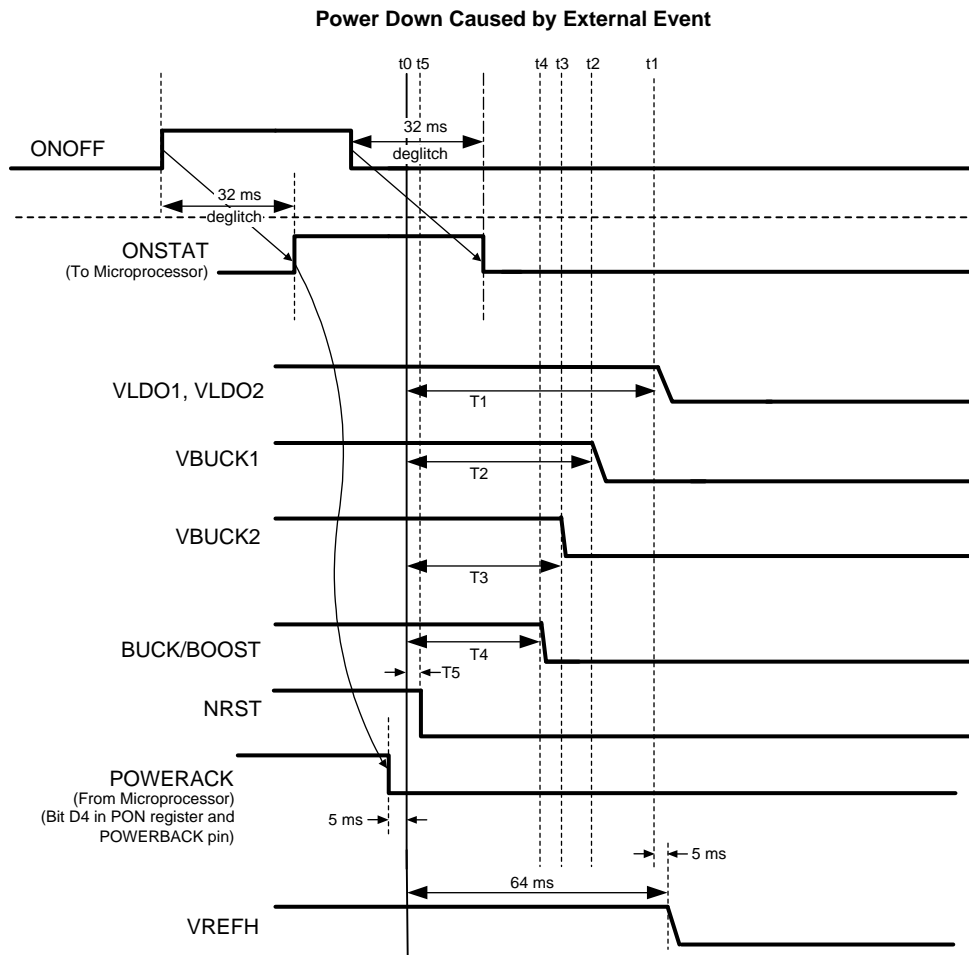 Power Down Caused by External Event
t0 t5 t4 t3 t2 t1
32 ms
deglitch
ONOFF
32 ms
deglitch
ONSTAT
(To Microprocessor)
VLDO1, VLDO2
T1
VBUCK1
T2
VBUCK2
T3
BUCK/BOOST
T4
T5
NRST
POWERACK
(From Microprocessor)
(Bit D4 in PON register and
POWERBACK pin)
5 ms
5 ms
64 ms
VREFH